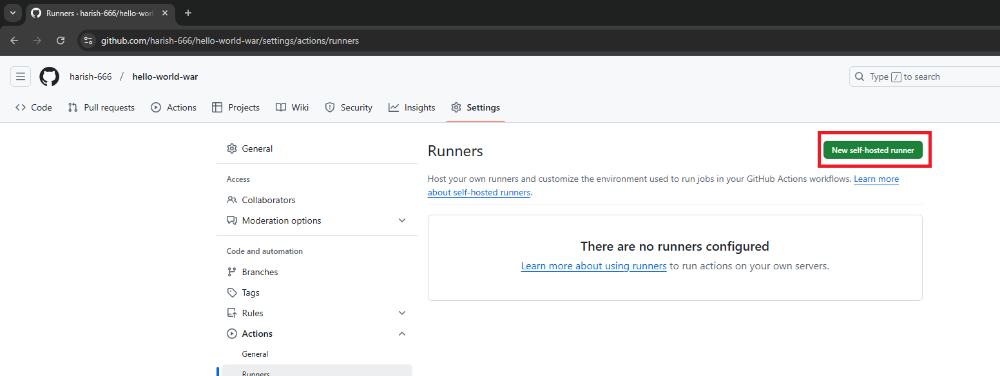 Runners · harish-666/hello-worl
github.com/harish-666/hello-world-war/settings/actions/runners
harish-666 / hello-world-war
Type / to search
Code Pull requests Actions Projects Wiki Security Insights Settings
General
Access
Collaborators
Moderation options
Code and automation
Branches
Tags
Rules
Actions
General
Runners
Runners
New self-hosted runner
Host your own runners and customize the environment used to run jobs in your GitHub Actions workflows. Learn more
about self-hosted runners.
There are no runners configured
Learn more about using runners to run actions on your own servers.